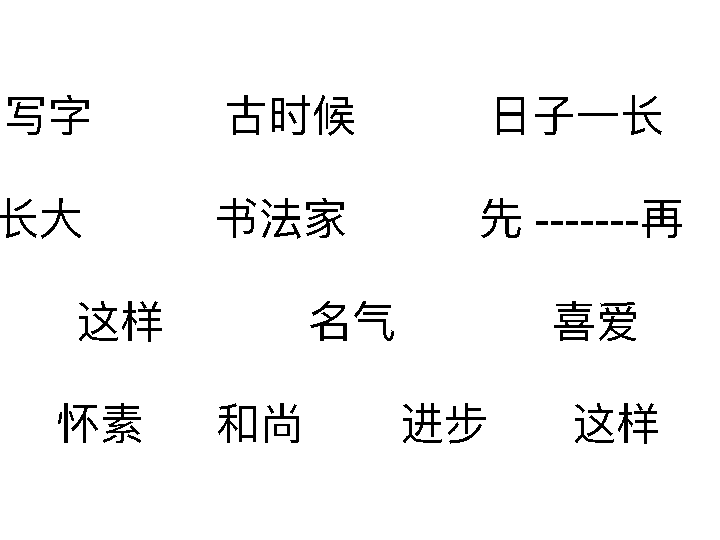 写字 古时候 日子一长
长大 书法家 先 -------再
这样 名气 喜爱
怀素 和尚 进步 这样